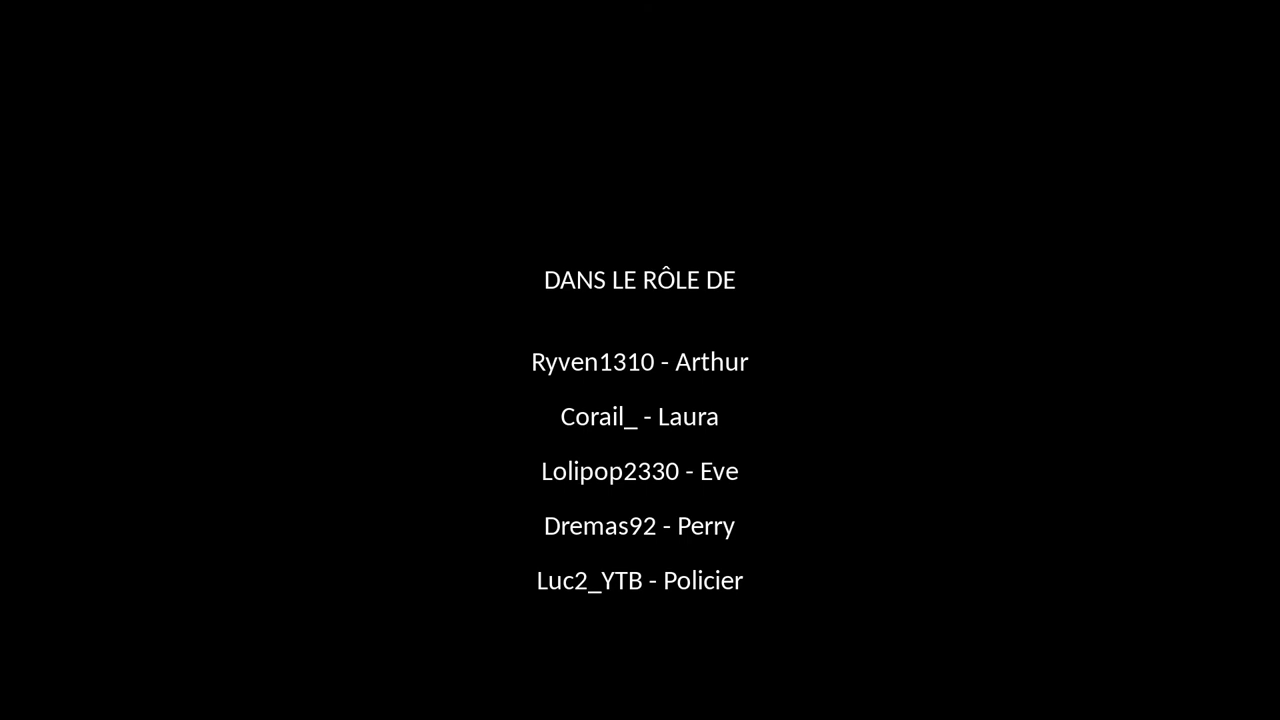 DANS LE RÔLE DE
Ryven1310 - Arthur
Corail_ - Laura
Lolipop2330 - Eve
Dremas92 - Perry
Luc2_YTB - Policier